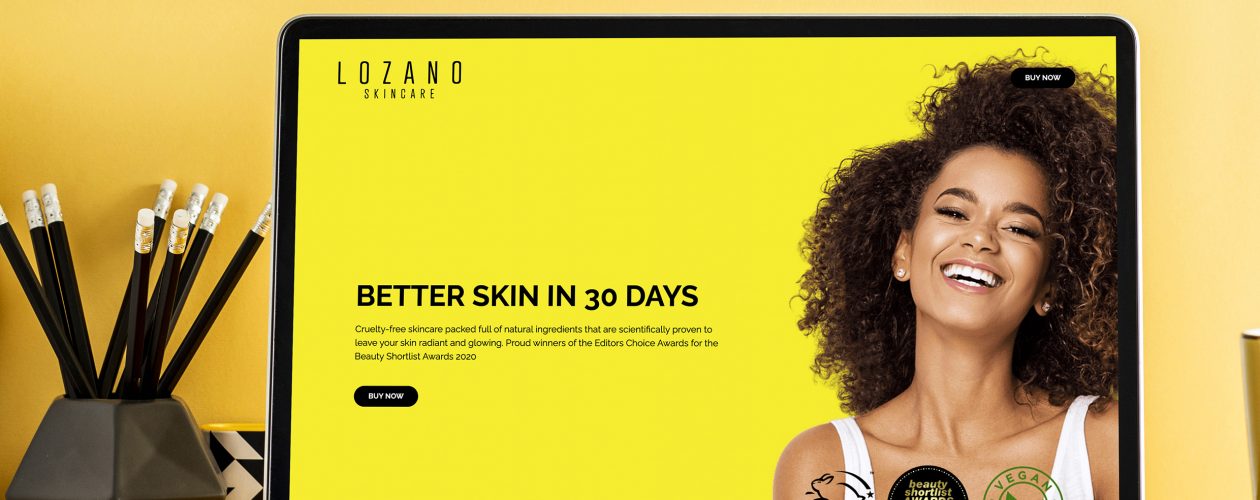 LOZANO
SKINCARE
BUY NOW
BETTER SKIN IN 30 DAYS
Cruelty-free skincare packed full of natural ingredients that are scientifically proven to
leave your skin radiant and glowing. Proud winners of the Editors Choice Awards for the
Beauty Shortlist Awards 2020
BUY NOW
beauty
shortlist
AWARDS
VEGAN